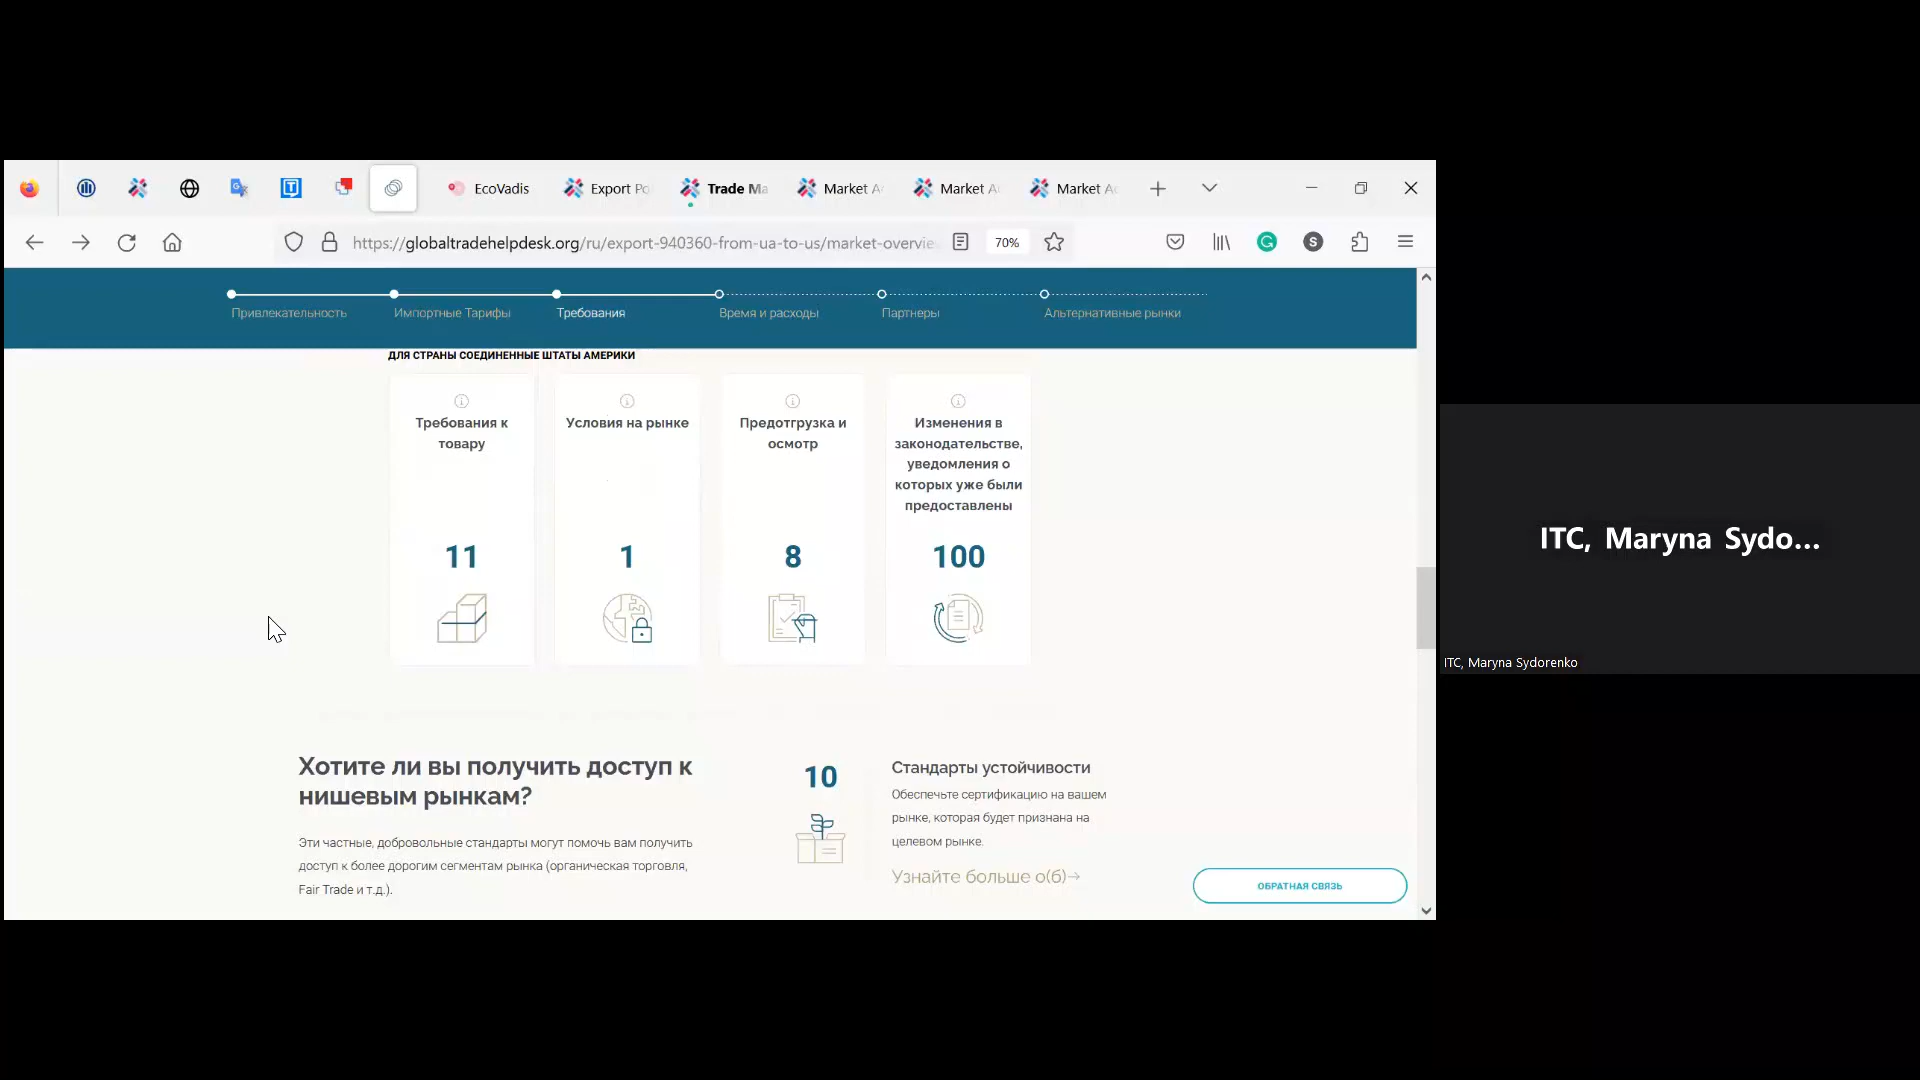 EcoVadis
Export Po
Trade Ma
Market A
Market A
Market A
https://globaltradehelpdesk.org/ru/export-940360-from-ua-to-us/market-overvie
70%
Привлекательность
Импортные Тарифы
Требования
Время и расходы
Партнеры
Альтернативные рынки
ДЛЯ СТРАНЫ СОЕДИНЕННЫЕ ШТАТЫ АМЕРИКИ
Требования к
товару
11
Условия на рынке
1
Предотгрузка и
осмотр
8
Изменения в
законодательстве,
уведомления о
которых уже были
предоставлены
100
Хотите ли вы получить доступ к
нишевым рынкам?
Эти частные, добровольные стандарты могут помочь вам получить
доступ к более дорогим сегментам рынка (органическая торговля,
Fair Trade и т.д.).
10
Стандарты устойчивости
Обеспечьте сертификацию на вашем
рынке, которая будет признана на
целевом рынке.
Узнайте больше о(б)→
ОБРАТНАЯ СВЯЗЬ
ITC, Maryna Sydo...
ITC, Maryna Sydorenko